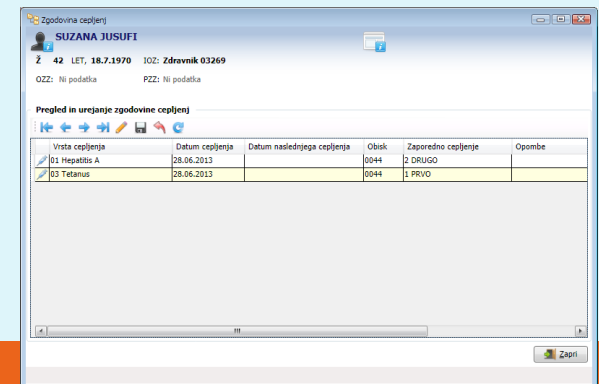 Zgodovina cepljenj
SUZANA JUSUFI
Ž 42 LET, 18.7.1970 IOZ: Zdravnik 03269
OZZ: Ni podatka PZZ: Ni podatka
Pregled in urejanje zgodovine cepljenj
Vrsta cepljenja Datum cepljenja Datum naslednjega cepljenja Obisk Zaporedno cepljenje Opombe
01 Hepatitis A 28.06.2013 0044 2 DRUGO
03 Tetanus 28.06.2013 0044 1 PRVO
Zapri